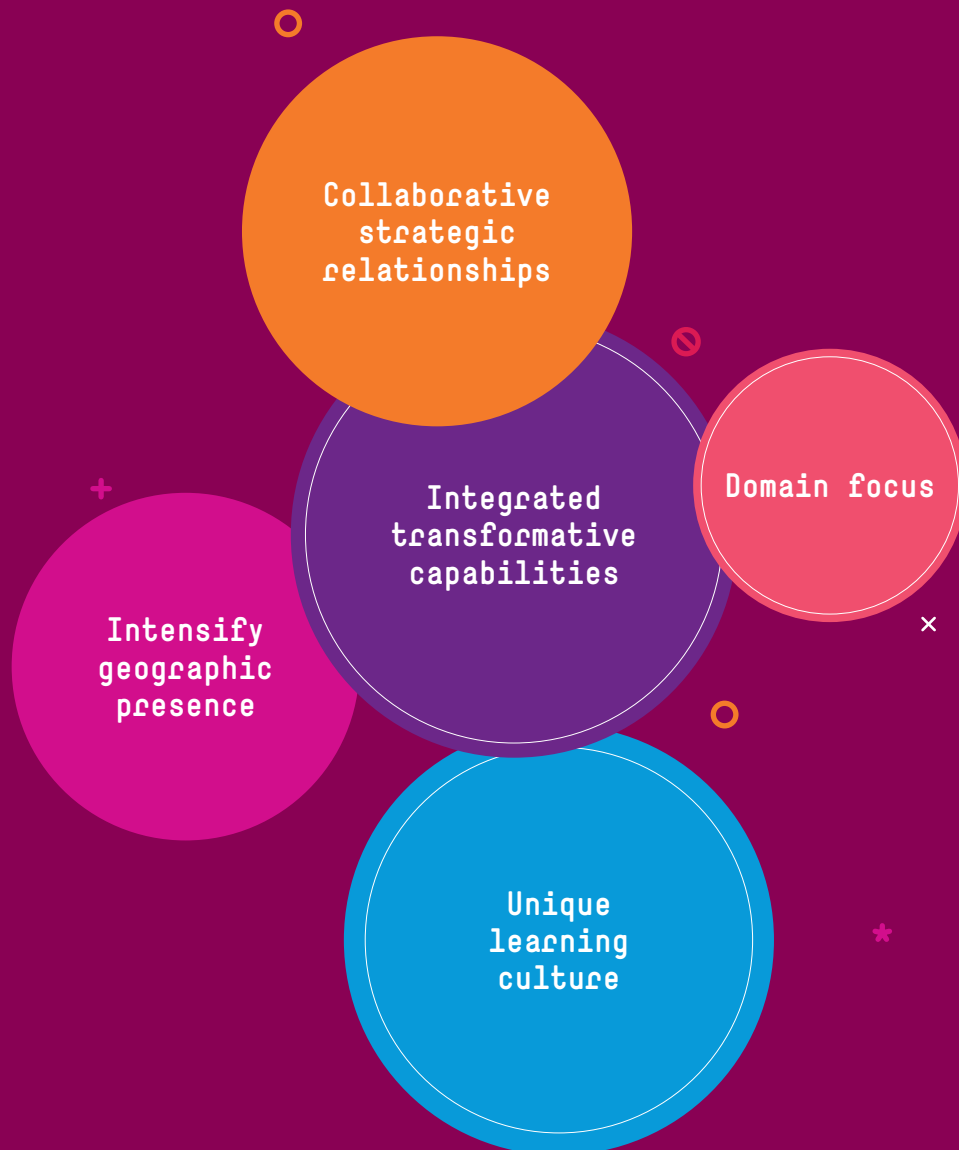 Collaborative
strategic
relationships
Integrated
transformative
capabilities
Domain focus
Intensify
geographic
presence
Unique
learning
culture